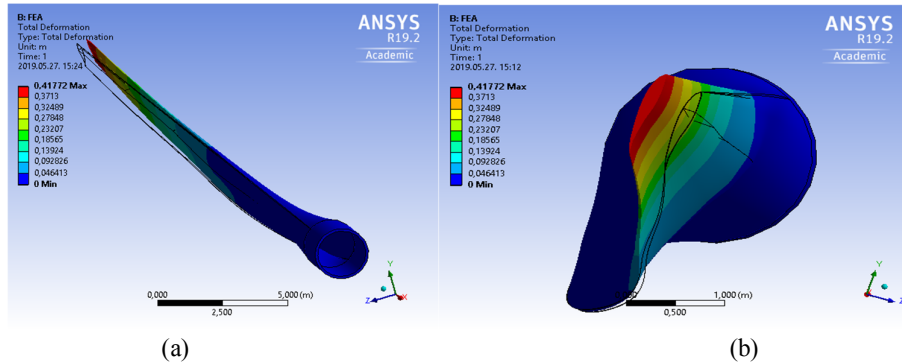 B: FEA
Total Deformation
Type: Total Deformation
Unit: m
Time: 1
2019.05.27. 15:24
0,41772 Max
0,3713
0,32489
0,27848
0,23207
0,18565
0,13924
0,092826
0,046413
0 Min
ANSYS
R19.2
Academic
Y
Z
X
0,000
5,000 (m)
2,500
(a)
B: FEA
Total Deformation
Type: Total Deformation
Unit: m
Time: 1
2019.05.27. 15:12
0,41772 Max
0,3713
0,32489
0,27848
0,23207
0,18565
0,13924
0,092826
0,046413
0 Min
ANSYS
R19.2
Academic
Y
Z
1,000 (m)
0,500
(b)